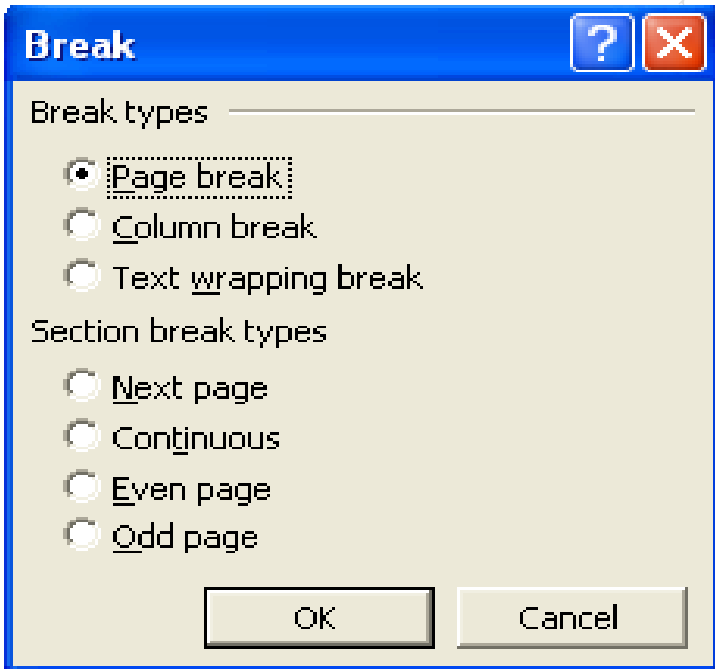 Break
Break types
Page break
Column break
Text wrapping break
Section break types
Next page
Continuous
Even page
Odd page
OK Cancel